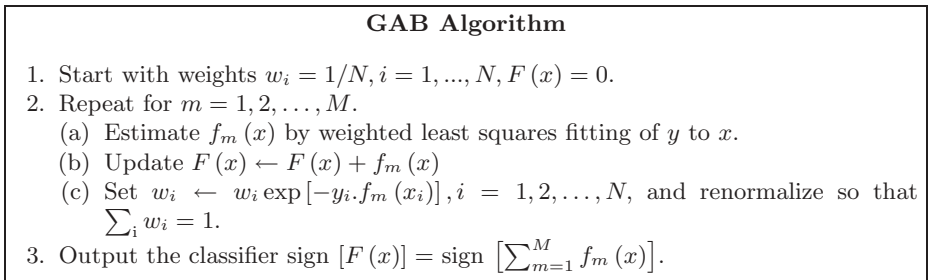 GAB Algorithm
1. Start with weights w_i = 1/N, i = 1, ..., N, F (x) = 0.
2. Repeat for m = 1, 2, . . . , M.
(a) Estimate f_m (x) by weighted least squares fitting of y to x.
(b) Update F (x) ← F (x) + f_m (x)
(c) Set w_i ← w_i exp [−y_i.f_m (x_i)] , i = 1, 2, . . . , N, and renormalize so that
∑_i w_i = 1.
3. Output the classifier sign [F (x)] = sign [∑_{m=1}^{M} f_m (x)].